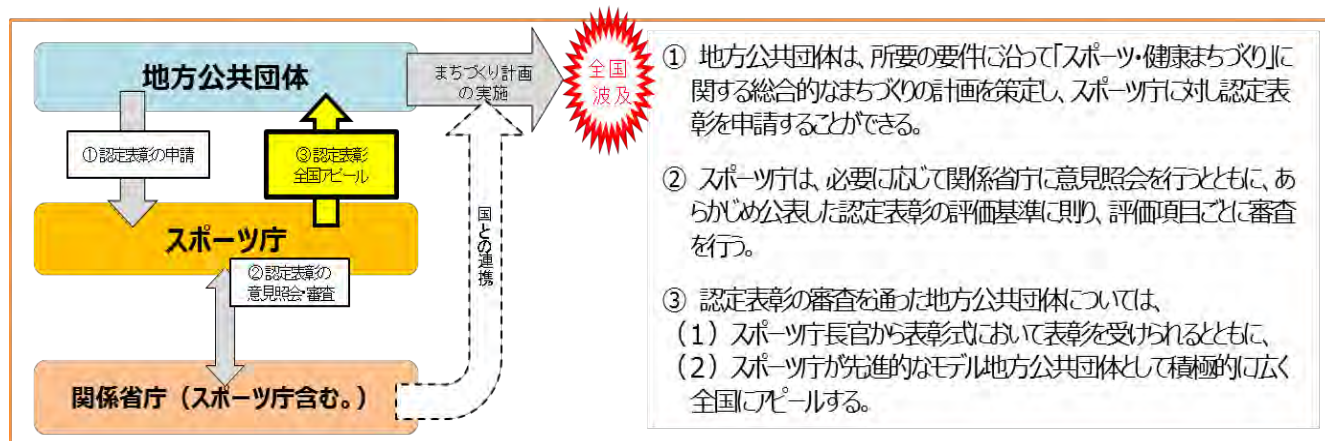 地方公共団体
まちづくり計画
の実施
全国
波及
①認定表彰の申請
③認定表彰
全国アピール
スポーツ庁
②認定表彰の
意見照会・審査
国との連携
関係省庁（スポーツ庁含む。）
① 地方公共団体は、所要の要件に沿って「スポーツ・健康まちづくり」に
関する総合的なまちづくりの計画を策定し、スポーツ庁に対し認定表
彰を申請することができる。
② スポーツ庁は、必要に応じて関係省庁に意見照会を行うとともに、あ
らかじめ公表した認定表彰の評価基準に則り、評価項目ごとに審査
を行う。
③ 認定表彰の審査を通った地方公共団体については、
（１）スポーツ庁長官から表彰式において表彰を受けられるとともに、
（２）スポーツ庁が先進的なモデル地方公共団体として積極的に広く
全国にアピールする。